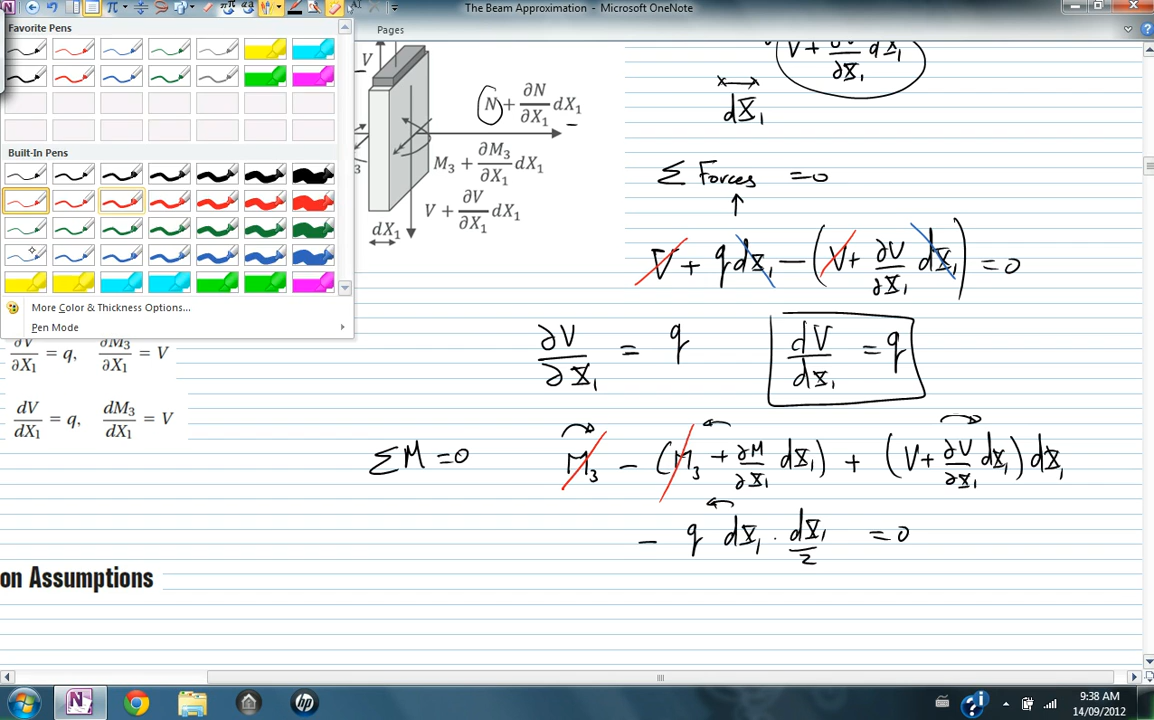 The Beam Approximation - Microsoft OneNote
Favorite Pens
Built-In Pens
More Color & Thickness Options...
Pen Mode
Pages
V
N + ∂N/∂X₁ dX₁
M₃ + ∂M₃/∂X₁ dX₁
V + ∂V/∂X₁ dX₁
dX₁
3
V + ∂V/∂X₁ dX₁
dX₁
Σ Forces = 0
V + q dX₁ − (V + ∂V/∂X₁ dX₁) = 0
∂V/∂X₁ = q
dV/dX₁ = q
∂V/∂X₁ = q, ∂M₃/∂X₁ = V
dV/dX₁ = q, dM₃/dX₁ = V
ΣM = 0
M₃ − (M₃ + ∂M/∂X₁ dX₁) + (V + ∂V/∂X₁ dX₁) dX₁
− q dX₁ · dX₁/2 = 0
on Assumptions
9:38 AM
14/09/2012